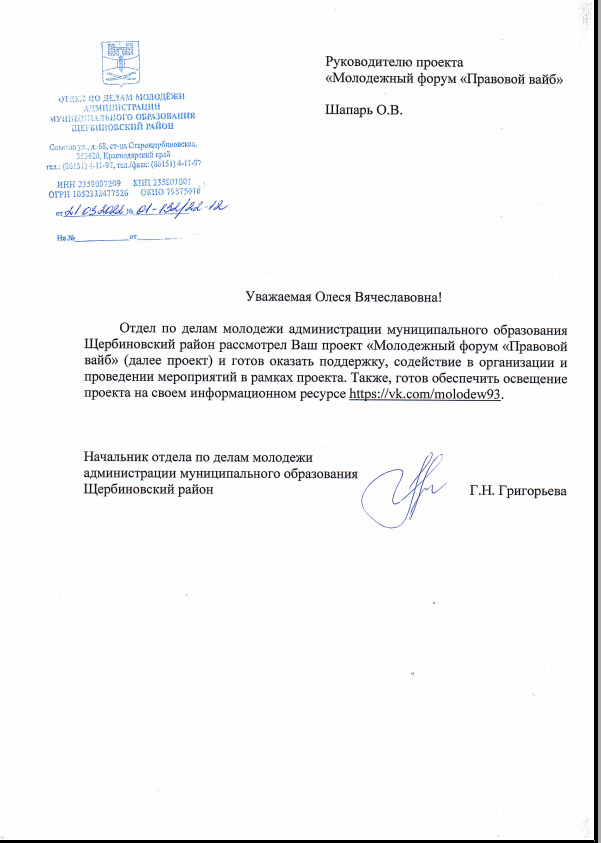 ОТДЕЛ ПО ДЕЛАМ МОЛОДЁЖИ
АДМИНИСТРАЦИИ
МУНИЦИПАЛЬНОГО ОБРАЗОВАНИЯ
ЩЕРБИНОВСКИЙ РАЙОН
Советов ул., д. 68, ст-ца Старощербиновская,
353620, Краснодарский край
тел.: (86151) 4-11-97, тел./факс: (86151) 4-11-97
ИНН 2358007209 КПП 235801001
ОГРН 1052332477526 ОКПО 79575910
от 21.03.2022 № 01-132/22-12
На № от
Руководителю проекта
«Молодежный форум «Правовой вайб»
Шапарь О.В.
Уважаемая Олеся Вячеславовна!
Отдел по делам молодежи администрации муниципального образования
Щербиновский район рассмотрел Ваш проект «Молодежный форум «Правовой
вайб» (далее проект) и готов оказать поддержку, содействие в организации и
проведении мероприятий в рамках проекта. Также, готов обеспечить освещение
проекта на своем информационном ресурсе https://vk.com/molodew93.
Начальник отдела по делам молодежи
администрации муниципального образования
Щербиновский район
Г.Н. Григорьева